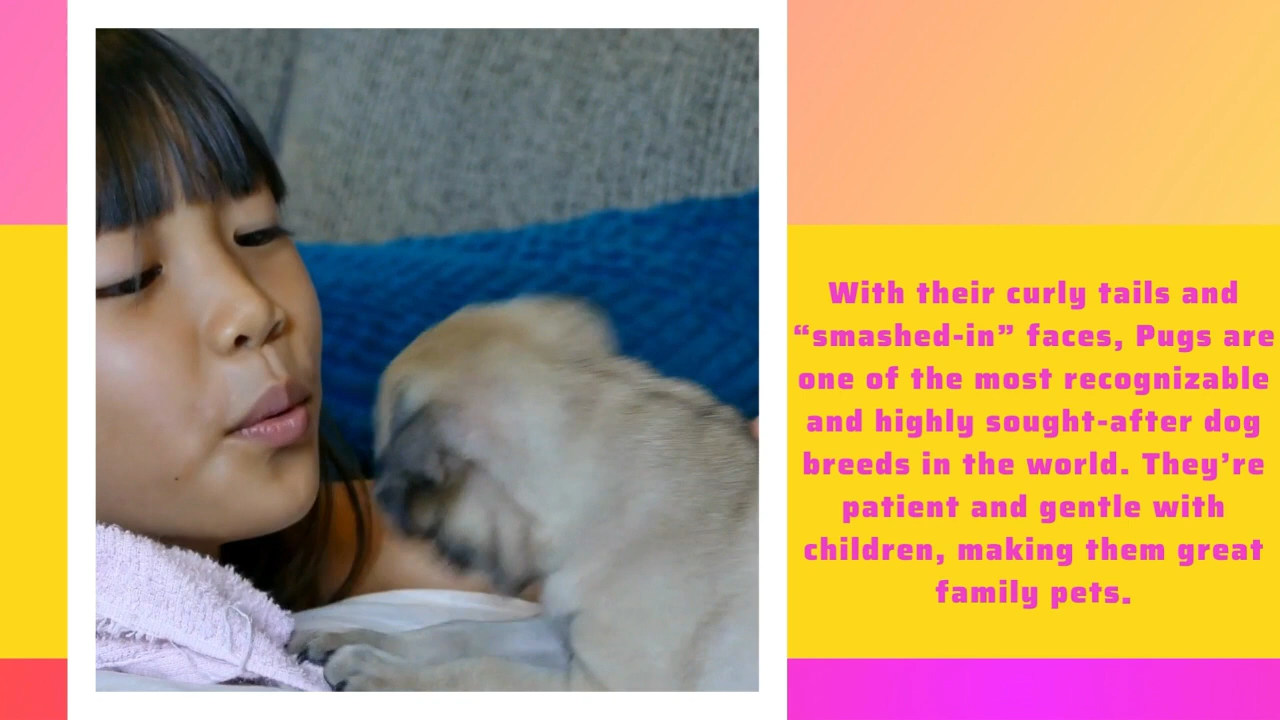 With their curly tails and
“smashed-in” faces, Pugs are
one of the most recognizable
and highly sought-after dog
breeds in the world. They’re
patient and gentle with
children, making them great
family pets.